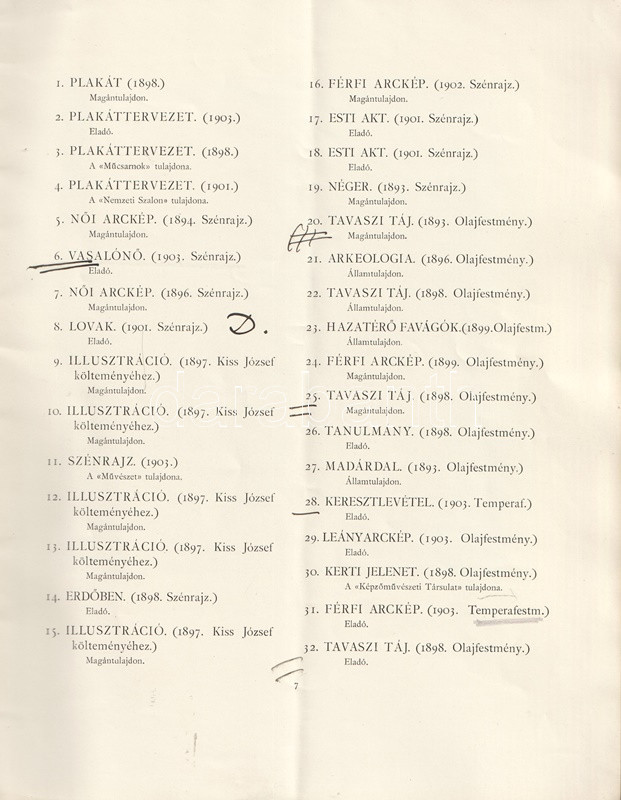 1. PLAKÁT (1898.)
Magántulajdon.
2. PLAKÁTTERVEZET. (1903.)
Eladó.
3. PLAKÁTTERVEZET. (1898.)
A «Műcsarnok» tulajdona.
4. PLAKÁTTERVEZET. (1901.)
A «Nemzeti Szalon» tulajdona.
5. NŐI ARCKÉP. (1894. Szénrajz.)
Magántulajdon.
6. VASALÓNŐ. (1903. Szénrajz.)
Eladó.
7. NŐI ARCKÉP. (1896. Szénrajz.)
Magántulajdon.
8. LOVAK. (1901. Szénrajz.) D.
Eladó.
9. ILLUSZTRÁCIÓ. (1897. Kiss József
költeményéhez.)
Magántulajdon.
10. ILLUSZTRÁCIÓ. (1897. Kiss József
költeményéhez.)
Magántulajdon.
11. SZÉNRAJZ. (1903.)
A «Művészet» tulajdona.
12. ILLUSZTRÁCIÓ. (1897. Kiss József
költeményéhez.)
Magántulajdon.
13. ILLUSZTRÁCIÓ. (1897. Kiss József
költeményéhez.)
Magántulajdon.
14. ERDŐBEN. (1898. Szénrajz.)
Eladó.
15. ILLUSZTRÁCIÓ. (1897. Kiss József
költeményéhez.)
Magántulajdon.
16. FÉRFI ARCKÉP. (1902. Szénrajz.)
Magántulajdon.
17. ESTI AKT. (1901. Szénrajz.)
Eladó.
18. ESTI AKT. (1901. Szénrajz.)
Eladó.
19. NÉGER. (1893. Szénrajz.)
Magántulajdon.
20. TAVASZI TÁJ. (1893. Olajfestmény.)
Magántulajdon.
21. ARKEOLOGIA. (1896. Olajfestmény.)
Államtulajdon.
22. TAVASZI TÁJ. (1898. Olajfestmény.)
Államtulajdon.
23. HAZATÉRŐ FAVÁGÓK.(1899.Olajfestm.)
Államtulajdon.
24. FÉRFI ARCKÉP. (1899. Olajfestmény.)
Magántulajdon.
25. TAVASZI TÁJ. (1898. Olajfestmény.)
Magántulajdon.
26. TANULMANY. (1898. Olajfestmény.)
Eladó.
27. MADÁRDAL. (1893. Olajfestmény.)
Államtulajdon.
28. KERESZTLEVÉTEL. (1903. Temperaf.)
Eladó.
29. LEÁNYARCKÉP. (1903. Olajfestmény.)
Eladó.
30. KERTI JELENET. (1898. Olajfestmény.)
A «Képzőművészeti Társulat» tulajdona.
31. FÉRFI ARCKÉP. (1903. Temperafestm.)
Eladó.
32. TAVASZI TÁJ. (1898. Olajfestmény.)
Eladó.
7
darabanth